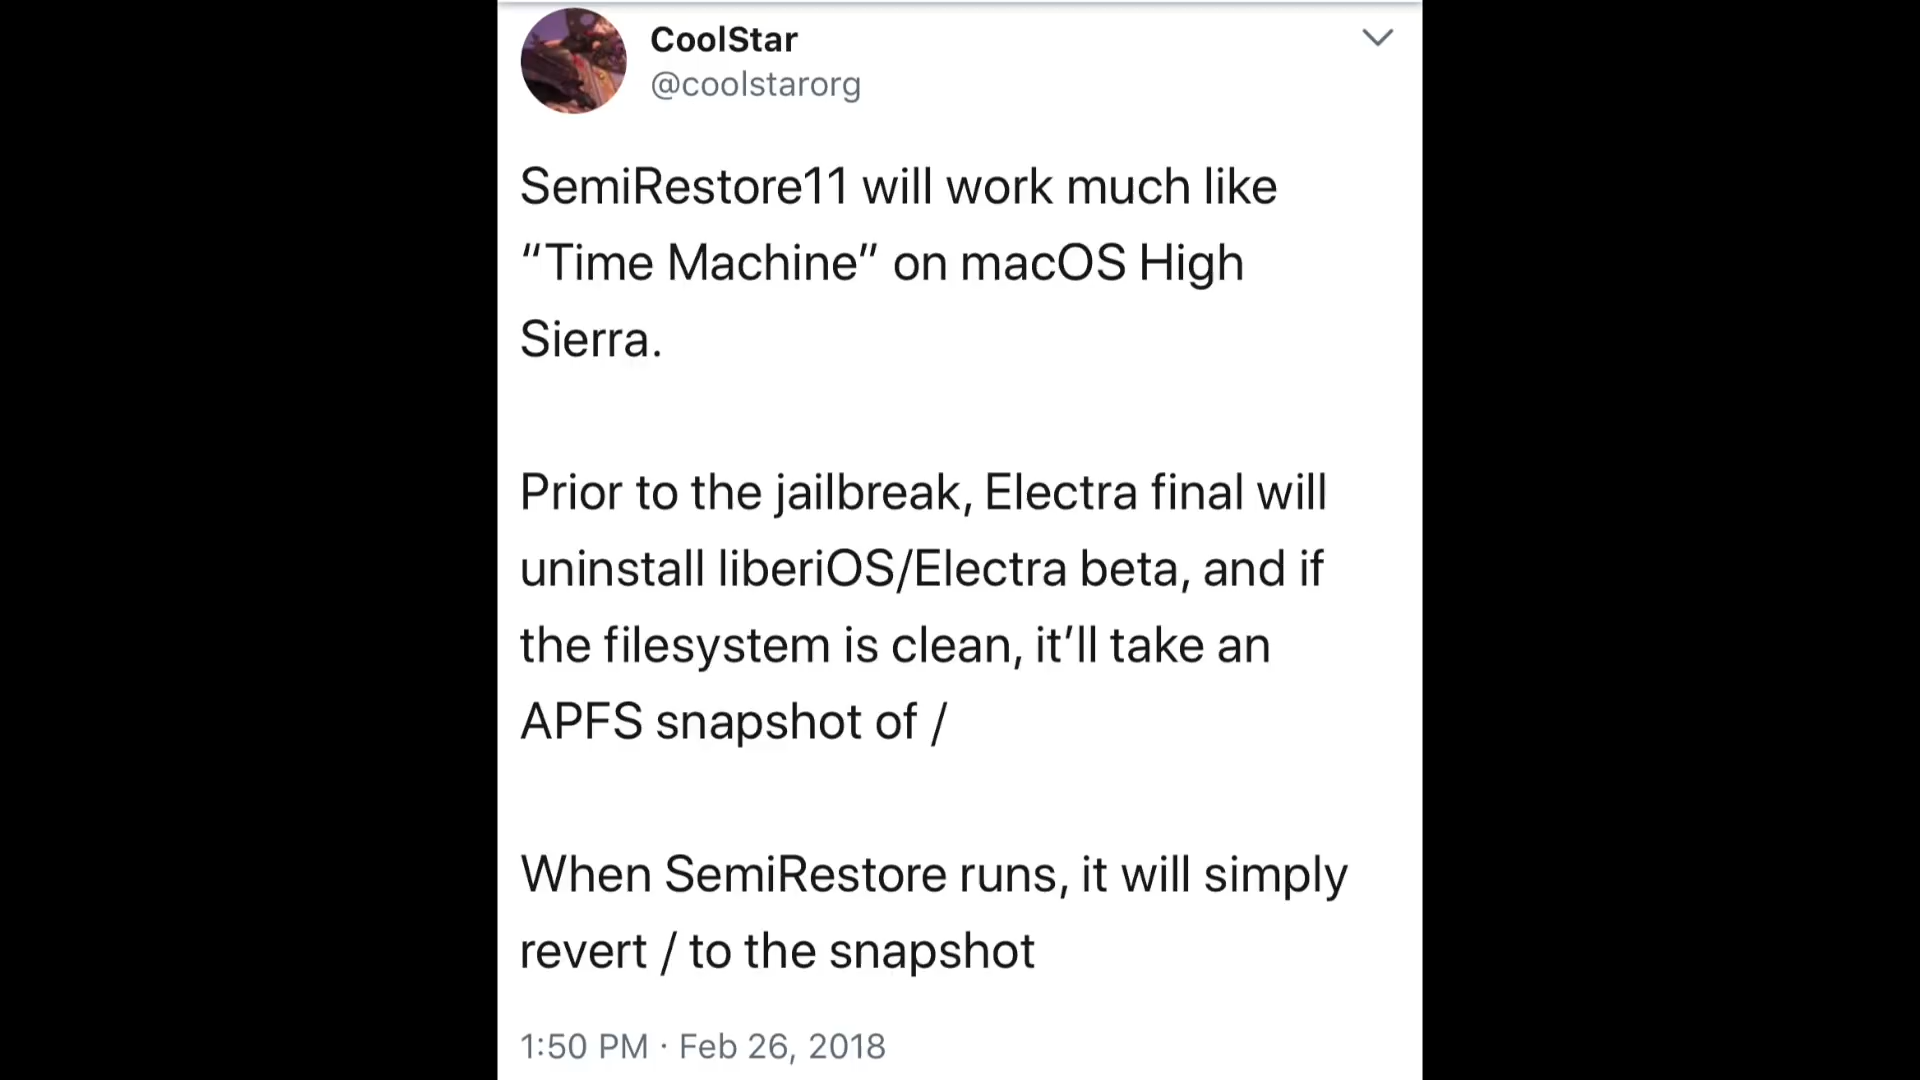 CoolStar
@coolstarorg
SemiRestore11 will work much like
“Time Machine” on macOS High
Sierra.
Prior to the jailbreak, Electra final will
uninstall liberiOS/Electra beta, and if
the filesystem is clean, it’ll take an
APFS snapshot of /
When SemiRestore runs, it will simply
revert / to the snapshot
1:50 PM · Feb 26, 2018